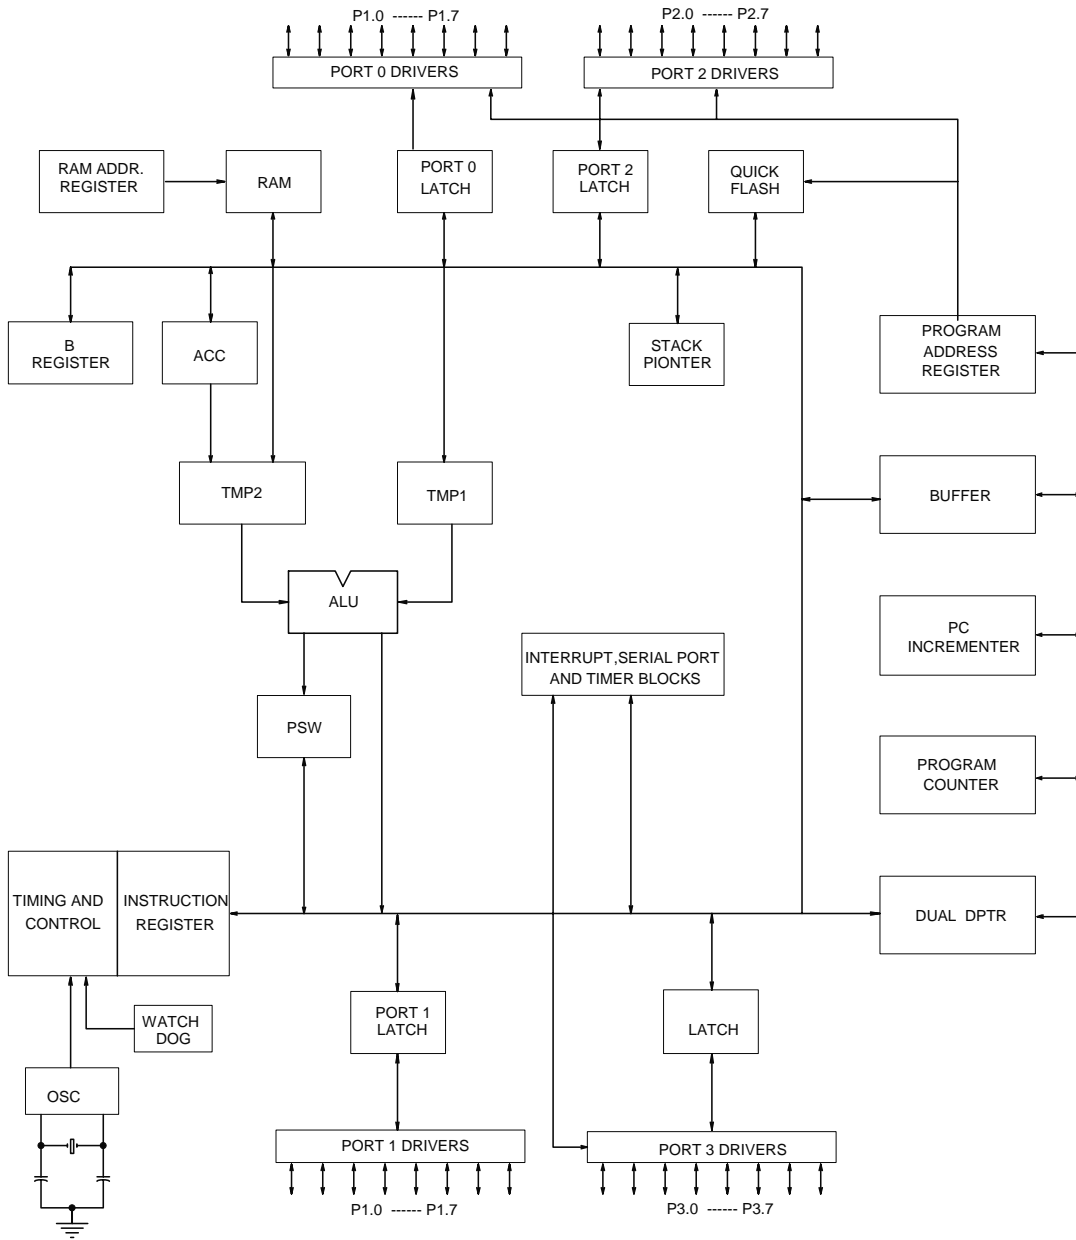 P1.0 ------ P1.7
P2.0 ------ P2.7
PORT 0 DRIVERS
PORT 2 DRIVERS
RAM ADDR.
REGISTER
RAM
PORT 0
LATCH
PORT 2
LATCH
QUICK
FLASH
B
REGISTER
ACC
STACK
PIONTER
PROGRAM
ADDRESS
REGISTER
TMP2
TMP1
BUFFER
ALU
PC
INCREMENTER
INTERRUPT,SERIAL PORT
AND TIMER BLOCKS
PSW
PROGRAM
COUNTER
TIMING AND
CONTROL
INSTRUCTION
REGISTER
DUAL DPTR
WATCH
DOG
PORT 1
LATCH
LATCH
OSC
PORT 1 DRIVERS
PORT 3 DRIVERS
P1.0 ------ P1.7
P3.0 ------ P3.7